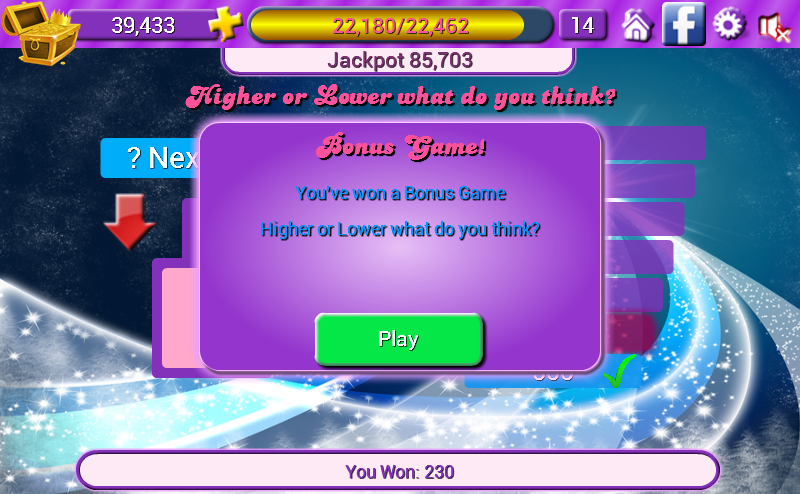 39,433
22,180/22,462
14
f
Jackpot 85,703
Higher or Lower what do you think?
? Nex
Bonus Game!
You've won a Bonus Game
Higher or Lower what do you think?
Play
You Won: 230